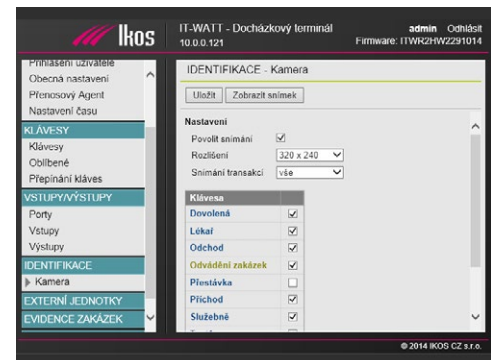 Ikos
IT-WATT - Docházkový terminál
10.0.0.121
admin Odhlásit
Firmware: ITWR2HW2291014
Přihlášení uživatele
Obecná nastavení
Přenosový Agent
Nastavení času
KLÁVESY
Klávesy
Oblíbené
Přepínání kláves
VSTUPY/VÝSTUPY
Porty
Vstupy
Výstupy
IDENTIFIKACE
Kamera
EXTERNÍ JEDNOTKY
EVIDENCE ZAKÁZEK
IDENTIFIKACE - Kamera
Uložit Zobrazit snímek
Nastavení
Povolit snímání
Rozlišení 320 x 240
Snímání transakcí vše
Klávesa
Dovolená
Lékař
Odchod
Odvádění zakázek
Přestávka
Příchod
Služebně
© 2014 IKOS CZ s.r.o.